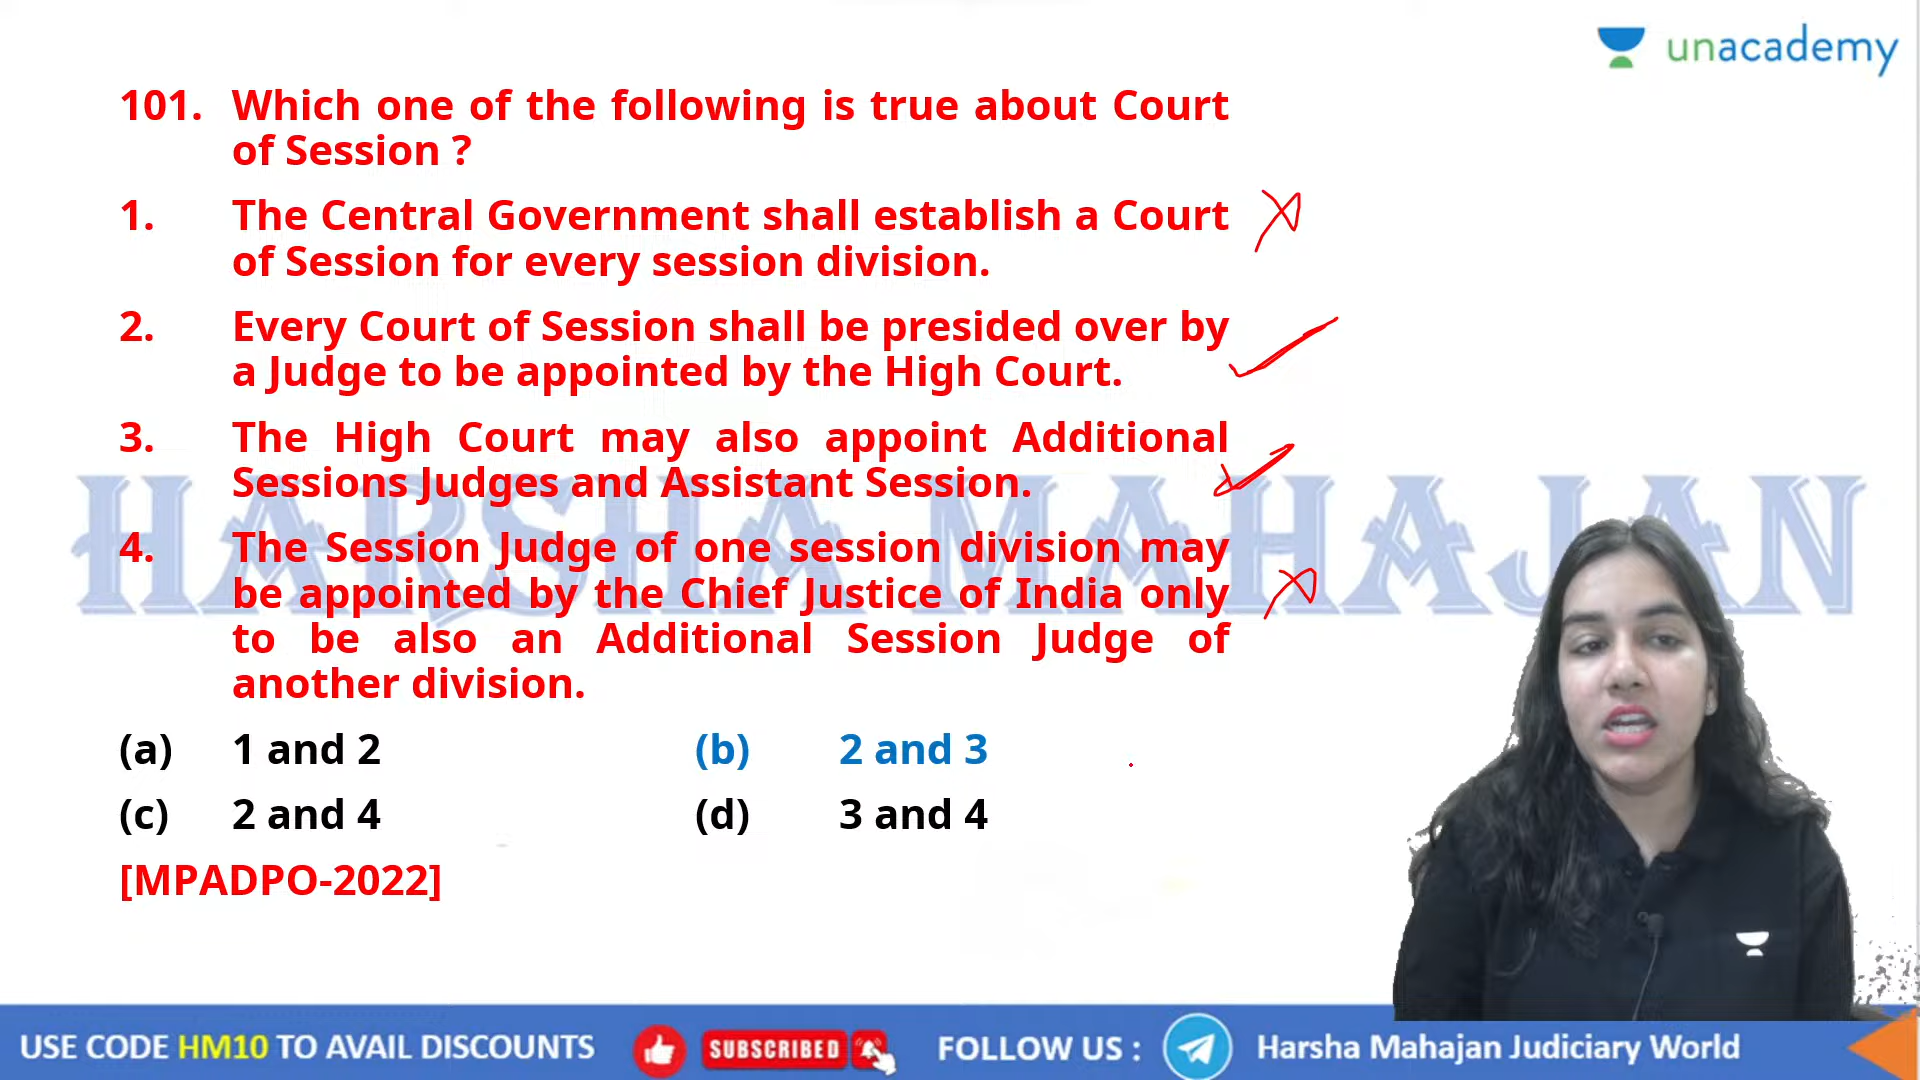 unacademy
101. Which one of the following is true about Court
of Session ?
1. The Central Government shall establish a Court
of Session for every session division.
2. Every Court of Session shall be presided over by
a Judge to be appointed by the High Court.
3. The High Court may also appoint Additional
Sessions Judges and Assistant Session.
4. The Session Judge of one session division may
be appointed by the Chief Justice of India only
to be also an Additional Session Judge of
another division.
(a) 1 and 2 (b) 2 and 3
(c) 2 and 4 (d) 3 and 4
[MPADPO-2022]
HARSHA MAHAJAN
USE CODE HM10 TO AVAIL DISCOUNTS SUBSCRIBED FOLLOW US : Harsha Mahajan Judiciary World